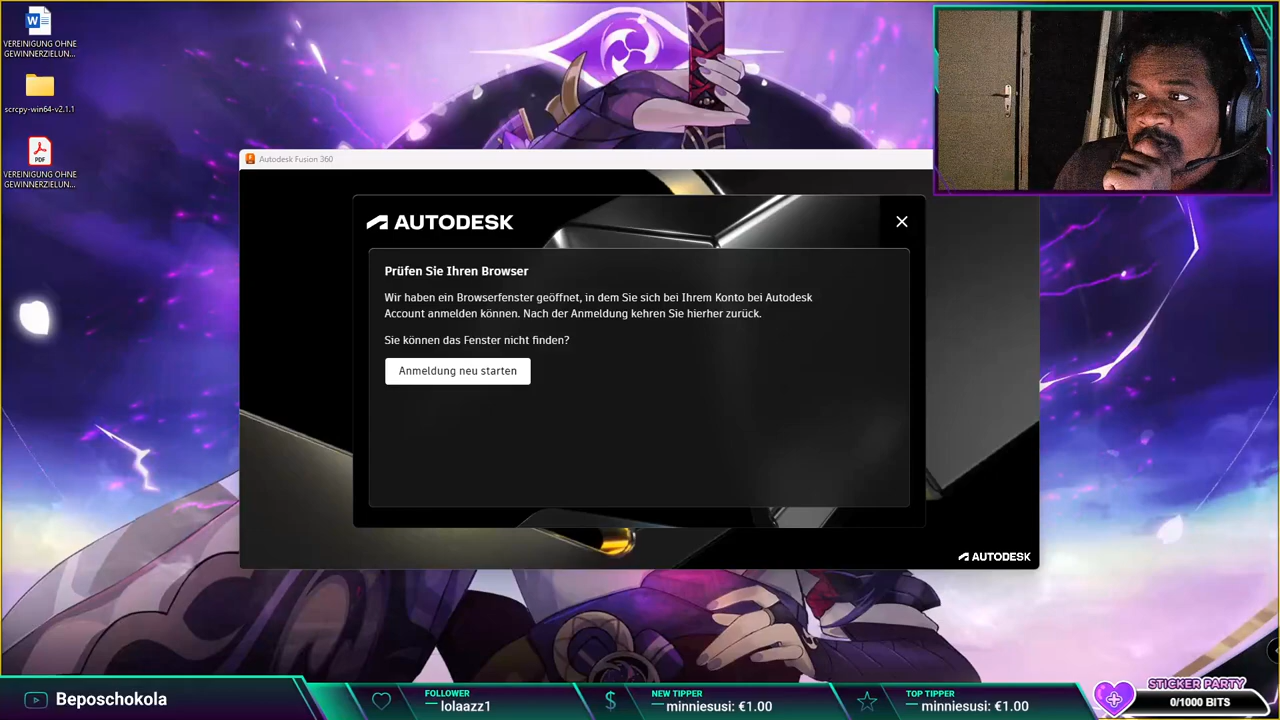 VEREINIGUNG OHNE
GEWINNERZIELUN...
scrcpy-win64-v2.1.1
PDF
VEREINIGUNG OHNE
GEWINNERZIELUN...
Autodesk Fusion 360
AUTODESK
Prüfen Sie Ihren Browser
Wir haben ein Browserfenster geöffnet, in dem Sie sich bei Ihrem Konto bei Autodesk
Account anmelden können. Nach der Anmeldung kehren Sie hierher zurück.
Sie können das Fenster nicht finden?
Anmeldung neu starten
AUTODESK
Beposchokola
FOLLOWER
lolaazz1
NEW TIPPER
minniesusi: €1.00
TOP TIPPER
minniesusi: €1.00
STICKER PARTY
0/1000 BITS